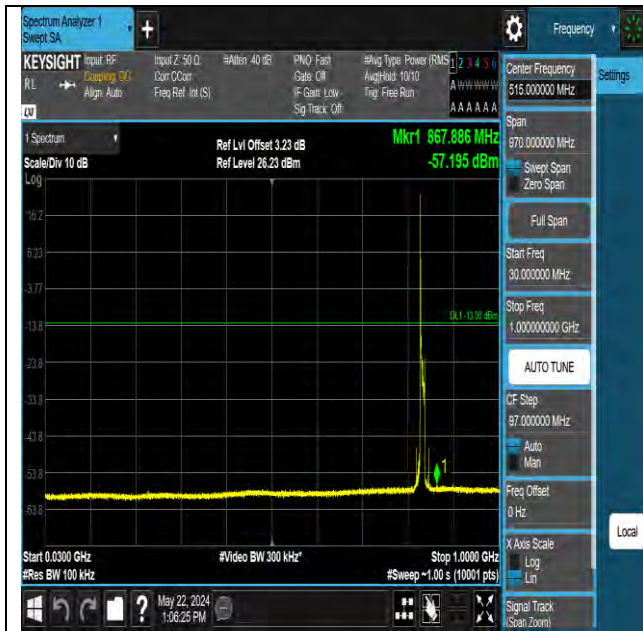 Spectrum Analyzer 1
Swept SA
+
Frequency
KEYSIGHT
RL
Input: RF
Coupling: DC
Align: Auto
Input Z: 50 Ω
Corr CCorr
Freq Ref: Int (S)
#Atten: 40 dB
PNO: Fast
Gate: Off
IF Gain: Low
Sig Track: Off
#Avg Type: Power (RMS
Avg|Hold: 10/10
Trig: Free Run
1 2 3 4 5 6
A W W W W W
A A A A A A
1 Spectrum
Scale/Div 10 dB
Log
Ref Lvl Offset 3.23 dB
Ref Level 26.23 dBm
Mkr1 867.886 MHz
-57.195 dBm
16.2
6.23
-3.77
-13.8
-23.8
-33.8
-43.8
-53.8
-63.8
DL1 -13.00 dBm
1
Start 0.0300 GHz
#Res BW 100 kHz
#Video BW 300 kHz*
Stop 1.0000 GHz
#Sweep ~1.00 s (10001 pts)
?
May 22, 2024
1:06:25 PM
Center Frequency
515.000000 MHz
Span
970.000000 MHz
Swept Span
Zero Span
Full Span
Start Freq
30.000000 MHz
Stop Freq
1.000000000 GHz
AUTO TUNE
CF Step
97.000000 MHz
Auto
Man
Freq Offset
0 Hz
X Axis Scale
Log
Lin
Signal Track
(Span Zoom)
Settings
Local